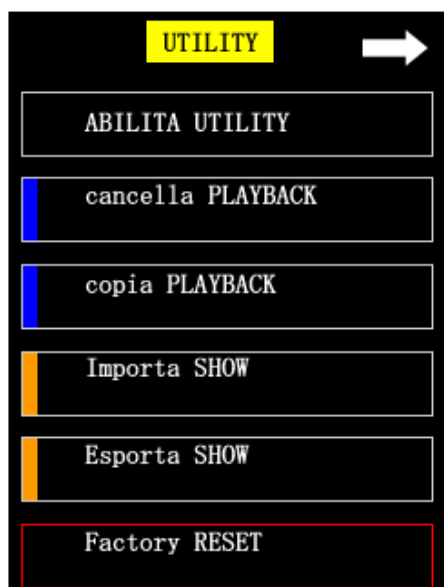 UTILITY
ABILITA UTILITY
cancella PLAYBACK
copia PLAYBACK
Importa SHOW
Esporta SHOW
Factory RESET